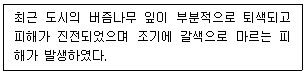 최근 도시의 버즘나무 잎이 부분적으로 퇴색되고
피해가 진전되었으며 조기에 갈색으로 마르는 피
해가 발생하였다.